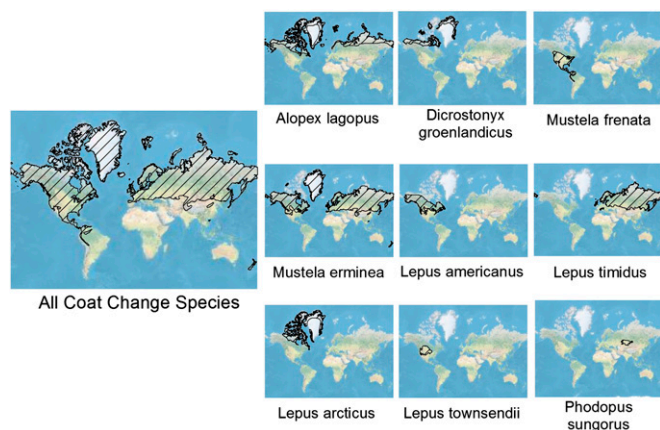 Alopex lagopus
Dicrostonyx
groenlandicus
Mustela frenata
All Coat Change Species
Mustela erminea
Lepus americanus
Lepus timidus
Lepus arcticus
Lepus townsendii
Phodopus
sungorus